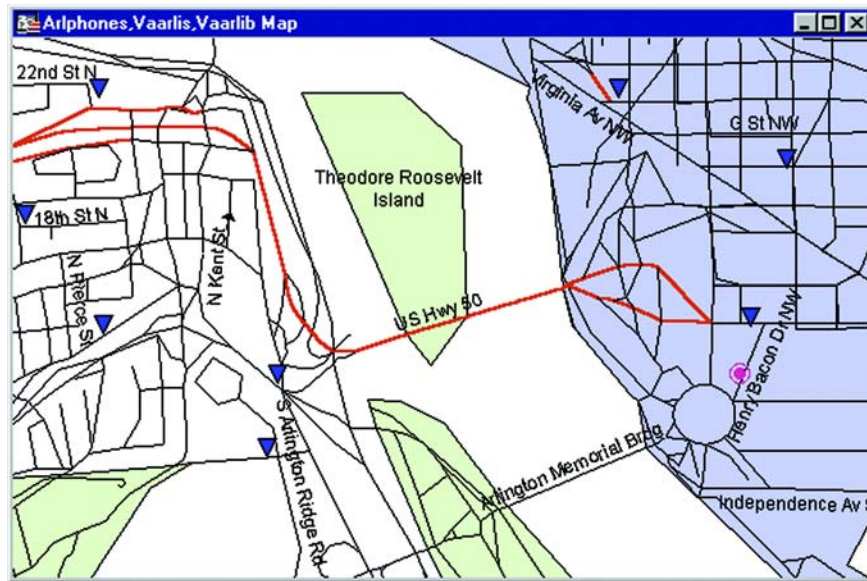 Arlphones,Vaarlis,Vaarlib Map
22nd St N
Virginia Av NW
G St NW
Theodore Roosevelt
Island
18th St N
N Kent St
N Pierce St
US Hwy 50
Henry Bacon Dr NW
S Arlington Ridge Rd
Arlington Memorial Brdg
Independence Av S